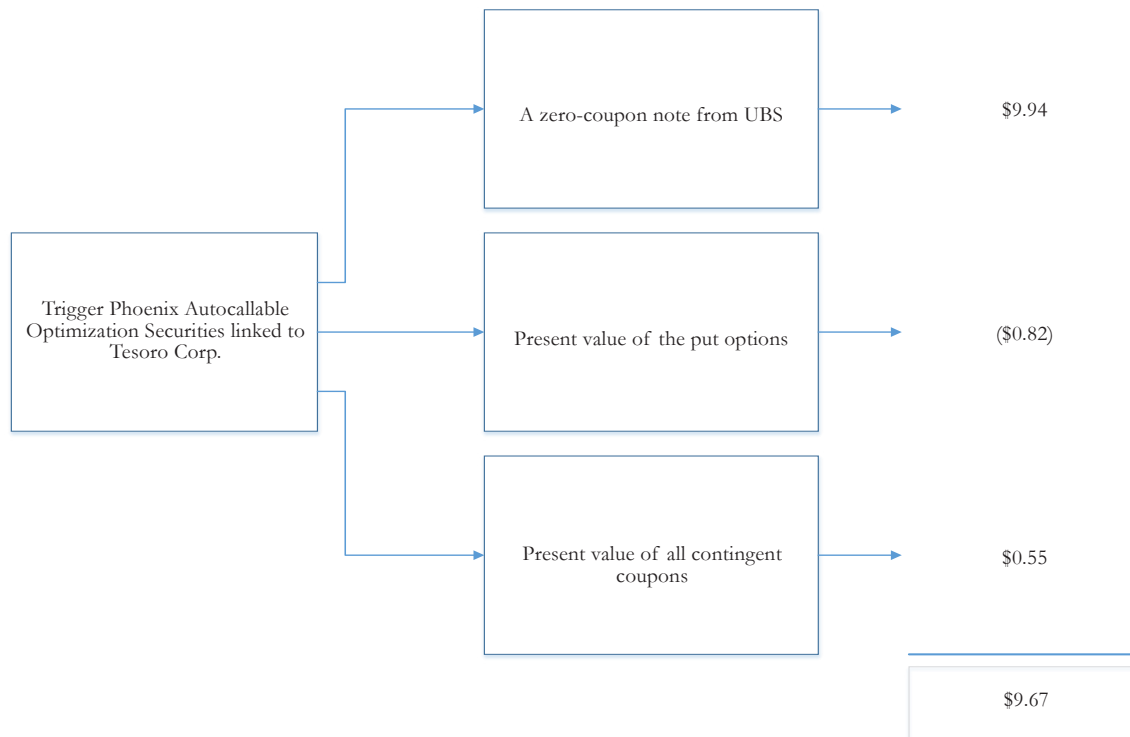 A zero-coupon note from UBS
$9.94
Trigger Phoenix Autocallable
Optimization Securities linked to
Tesoro Corp.
Present value of the put options
($0.82)
Present value of all contingent
coupons
$0.55
$9.67